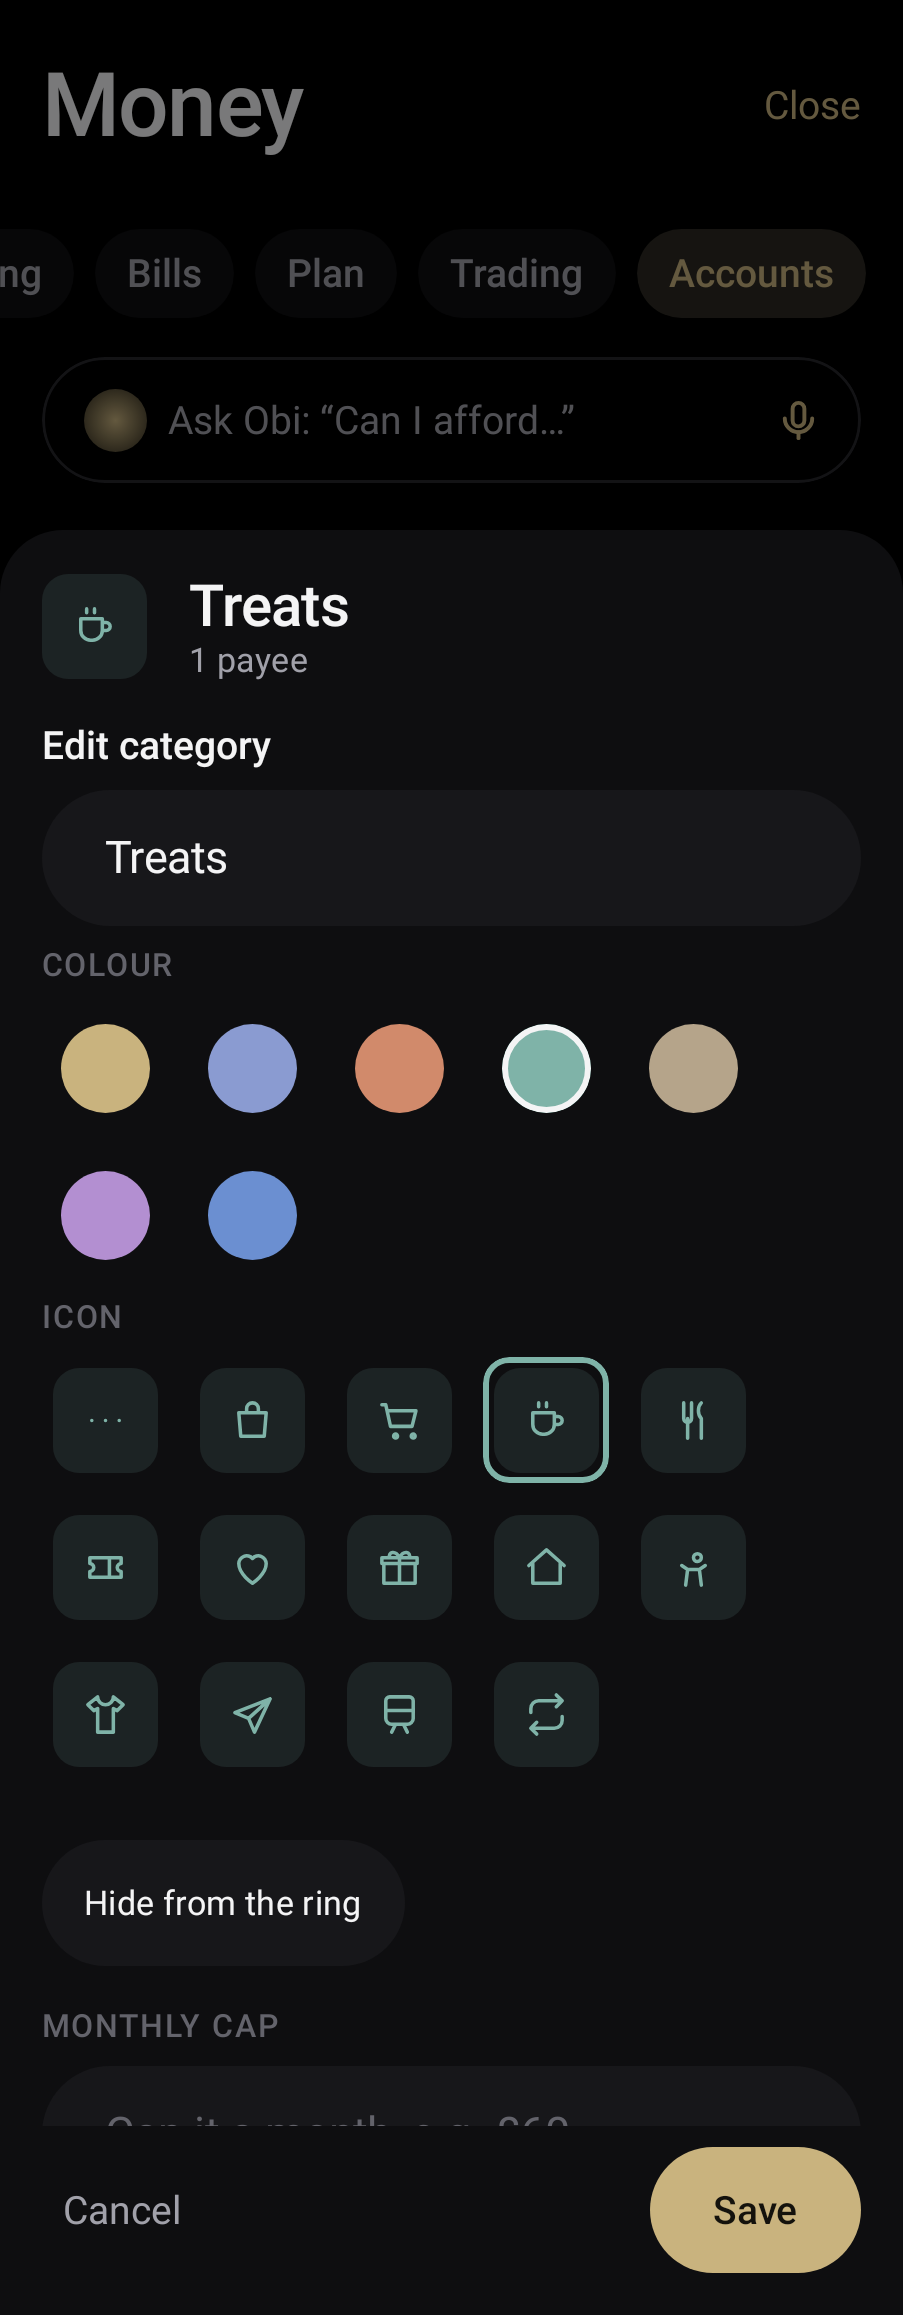 Money
Close
ng
Bills
Plan
Trading
Accounts
Ask Obi: “Can I afford…”
Treats
1 payee
Edit category
Treats
COLOUR
ICON
Hide from the ring
MONTHLY CAP
Cancel
Save